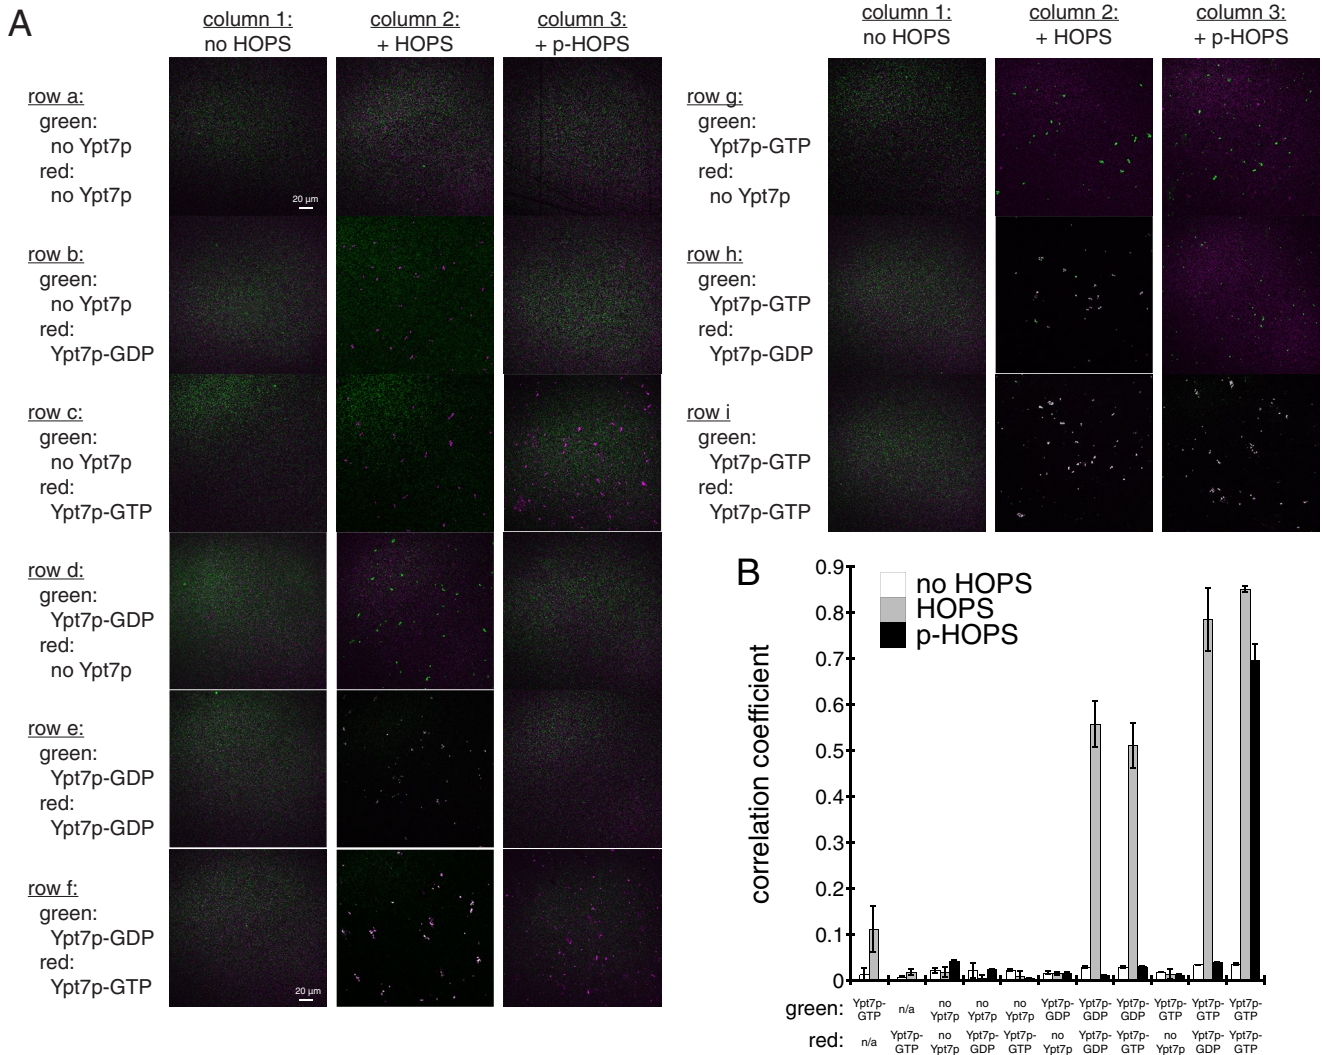 A
column 1:
no HOPS
column 2:
+ HOPS
column 3:
+ p-HOPS
row a:
green:
no Ypt7p
red:
no Ypt7p
20 µm
row b:
green:
no Ypt7p
red:
Ypt7p-GDP
row c:
green:
no Ypt7p
red:
Ypt7p-GTP
row d:
green:
Ypt7p-GDP
red:
no Ypt7p
row e:
green:
Ypt7p-GDP
red:
Ypt7p-GDP
row f:
green:
Ypt7p-GDP
red:
Ypt7p-GTP
20 µm
column 1:
no HOPS
column 2:
+ HOPS
column 3:
+ p-HOPS
row g:
green:
Ypt7p-GTP
red:
no Ypt7p
row h:
green:
Ypt7p-GTP
red:
Ypt7p-GDP
row i
green:
Ypt7p-GTP
red:
Ypt7p-GTP
B
no HOPS
HOPS
p-HOPS
correlation coefficient
0.9
0.8
0.7
0.6
0.5
0.4
0.3
0.2
0.1
0
green: Ypt7p-GTP n/a no Ypt7p no Ypt7p no Ypt7p Ypt7p-GDP Ypt7p-GDP Ypt7p-GDP Ypt7p-GTP Ypt7p-GTP Ypt7p-GTP
red: n/a Ypt7p-GTP no Ypt7p Ypt7p-GDP Ypt7p-GTP no Ypt7p Ypt7p-GDP Ypt7p-GTP no Ypt7p Ypt7p-GDP Ypt7p-GTP